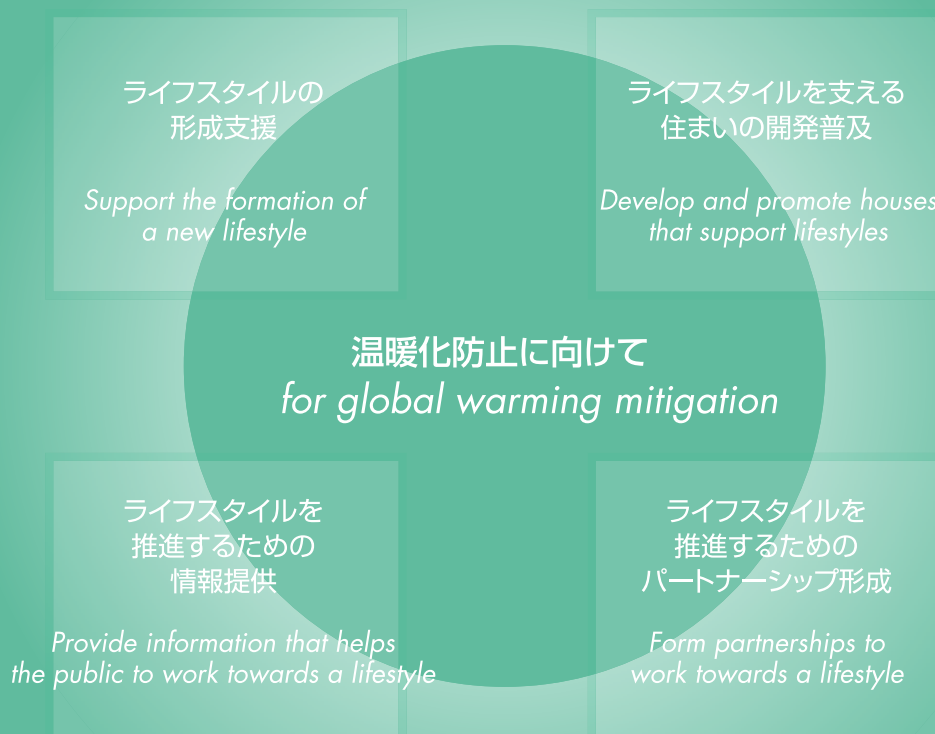 ライフスタイルの
形成支援
Support the formation of
a new lifestyle
ライフスタイルを支える
住まいの開発普及
Develop and promote houses
that support lifestyles
温暖化防止に向けて
for global warming mitigation
ライフスタイルを
推進するための
情報提供
Provide information that helps
the public to work towards a lifestyle
ライフスタイルを
推進するための
パートナーシップ形成
Form partnerships to
work towards a lifestyle